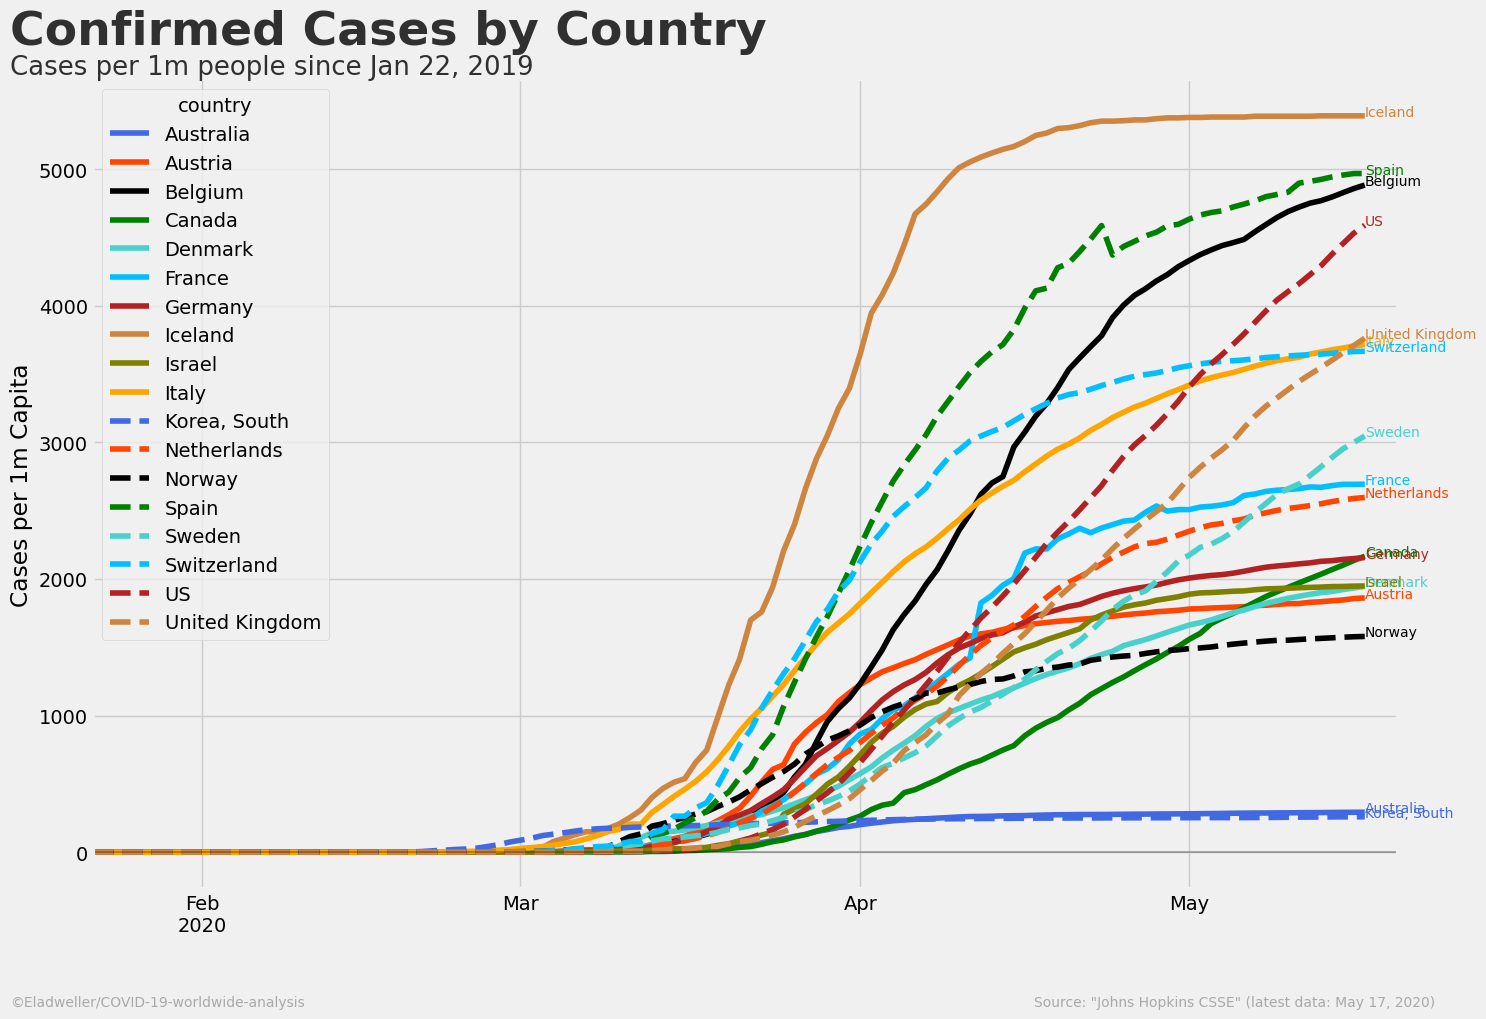 Confirmed Cases by Country
Cases per 1m people since Jan 22, 2019
country
Australia
Austria
Belgium
Canada
Denmark
France
Germany
Iceland
Israel
Italy
Korea, South
Netherlands
Norway
Spain
Sweden
Switzerland
US
United Kingdom
Cases per 1m Capita
5000
4000
3000
2000
1000
0
Feb
2020
Mar
Apr
May
Iceland
Spain
Belgium
US
United Kingdom
Italy
Switzerland
Sweden
France
Netherlands
Canada
Germany
Israel
Denmark
Austria
Norway
Australia
Korea, South
©Eladweller/COVID-19-worldwide-analysis
Source: "Johns Hopkins CSSE" (latest data: May 17, 2020)